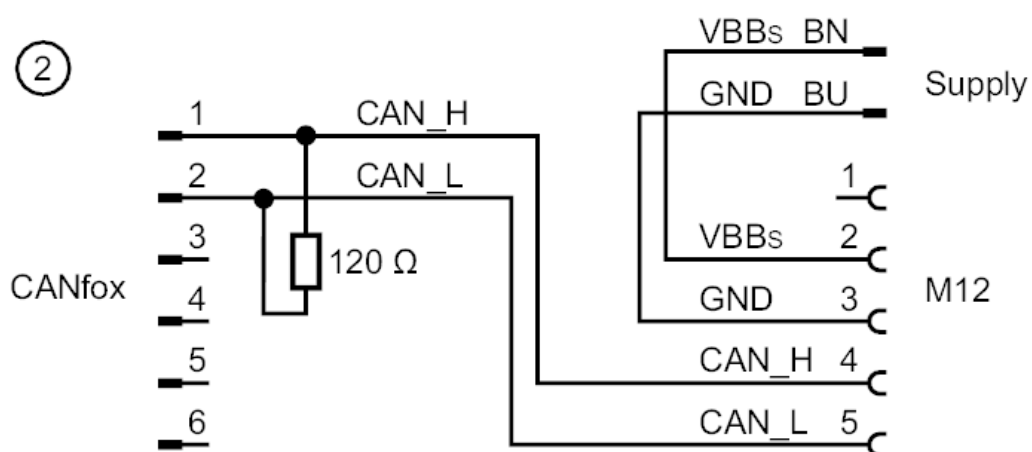 2
VBBs BN
GND BU
Supply
1 CAN_H
2 CAN_L
3
4
5
6
CANfox
120 Ω
1
VBBs 2
GND 3
CAN_H 4
CAN_L 5
M12